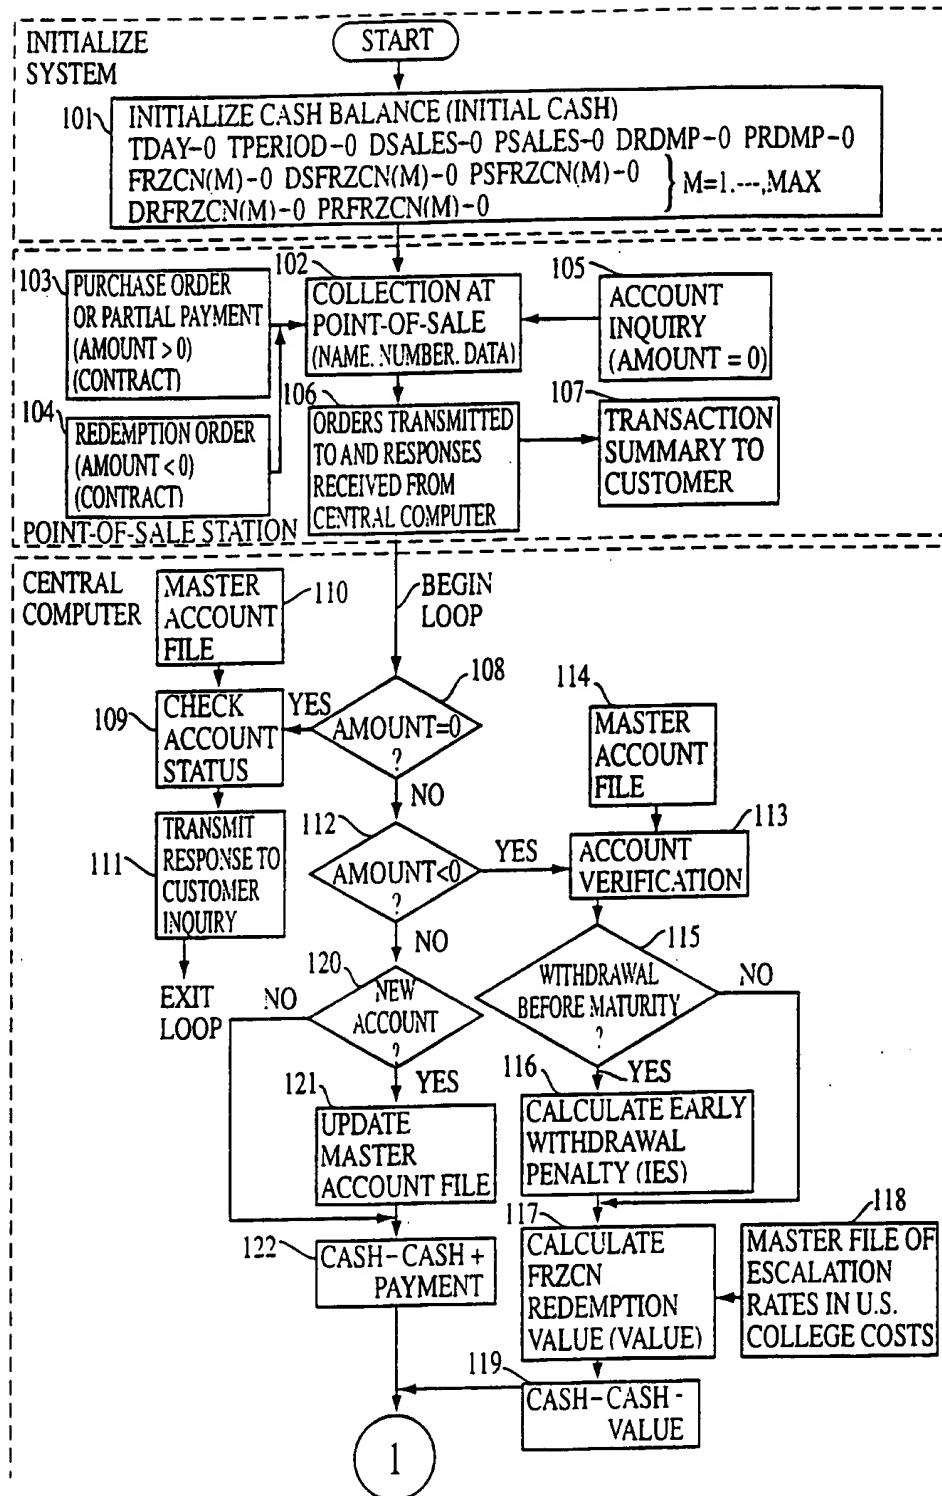 START
INITIALIZE
SYSTEM
101
INITIALIZE CASH BALANCE (INITIAL CASH)
TDAY-0 TPERIOD-0 DSALES-0 PSALES-0 DRDMP-0 PRDMP-0
FRZCN(M)-0 DSFRZCN(M)-0 PSFRZCN(M)-0
DRFRZCN(M)-0 PRFRZCN(M)-0
M=1.---,MAX
103
PURCHASE ORDER
OR PARTIAL PAYMENT
(AMOUNT > 0)
(CONTRACT)
102
COLLECTION AT
POINT-OF-SALE
(NAME. NUMBER. DATA)
105
ACCOUNT
INQUIRY
(AMOUNT = 0)
104
REDEMPTION ORDER
(AMOUNT < 0)
(CONTRACT)
106
ORDERS TRANSMITTED
TO AND RESPONSES
RECEIVED FROM
CENTRAL COMPUTER
107
TRANSACTION
SUMMARY TO
CUSTOMER
POINT-OF-SALE STATION
CENTRAL
COMPUTER
MASTER
ACCOUNT
FILE
110
BEGIN
LOOP
108
AMOUNT=0
?
YES
NO
109
CHECK
ACCOUNT
STATUS
111
TRANSMIT
RESPONSE TO
CUSTOMER
INQUIRY
EXIT
LOOP
112
AMOUNT<0
?
YES
NO
114
MASTER
ACCOUNT
FILE
113
ACCOUNT
VERIFICATION
115
WITHDRAWAL
BEFORE MATURITY
?
NO
YES
120
NEW
ACCOUNT
?
NO
YES
121
UPDATE
MASTER
ACCOUNT FILE
116
CALCULATE EARLY
WITHDRAWAL
PENALTY (IES)
122
CASH-CASH +
PAYMENT
117
CALCULATE
FRZCN
REDEMPTION
VALUE (VALUE)
118
MASTER FILE OF
ESCALATION
RATES IN U.S.
COLLEGE COSTS
119
CASH-CASH -
VALUE
1